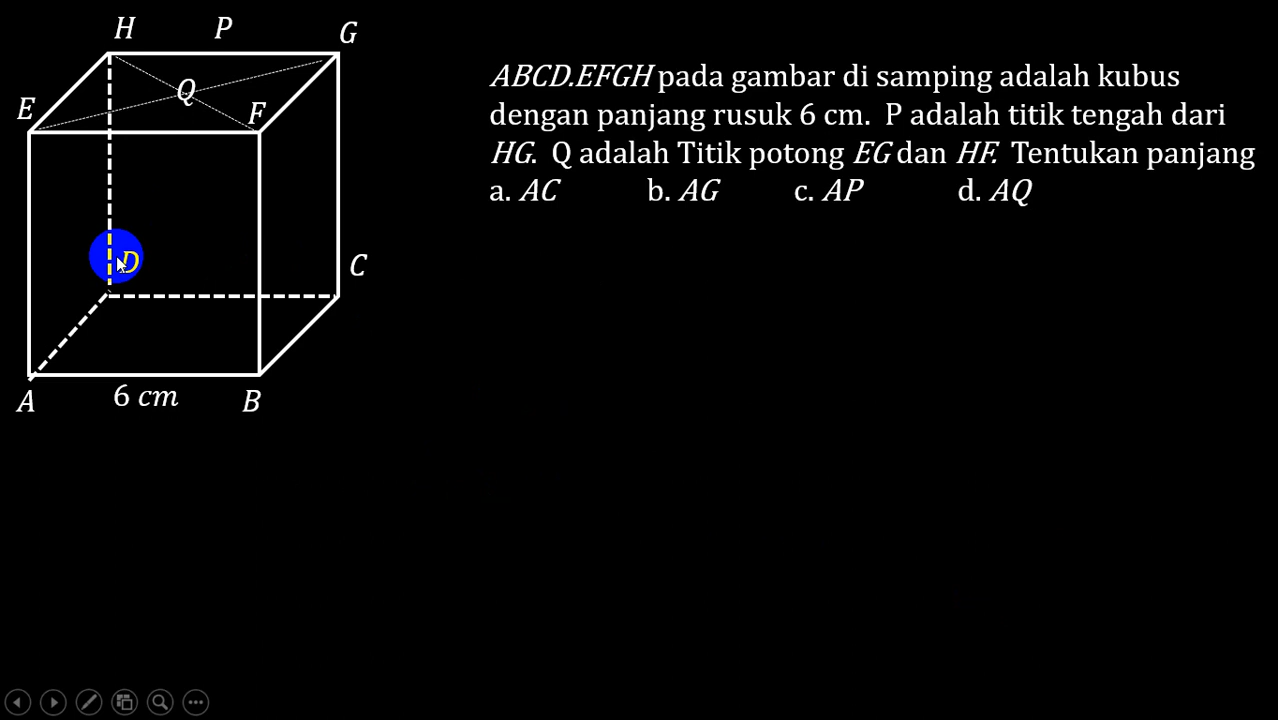 H P G
E Q F
D C
A 6 cm B
ABCD.EFGH pada gambar di samping adalah kubus
dengan panjang rusuk 6 cm. P adalah titik tengah dari
HG. Q adalah Titik potong EG dan HF. Tentukan panjang
a. AC b. AG c. AP d. AQ